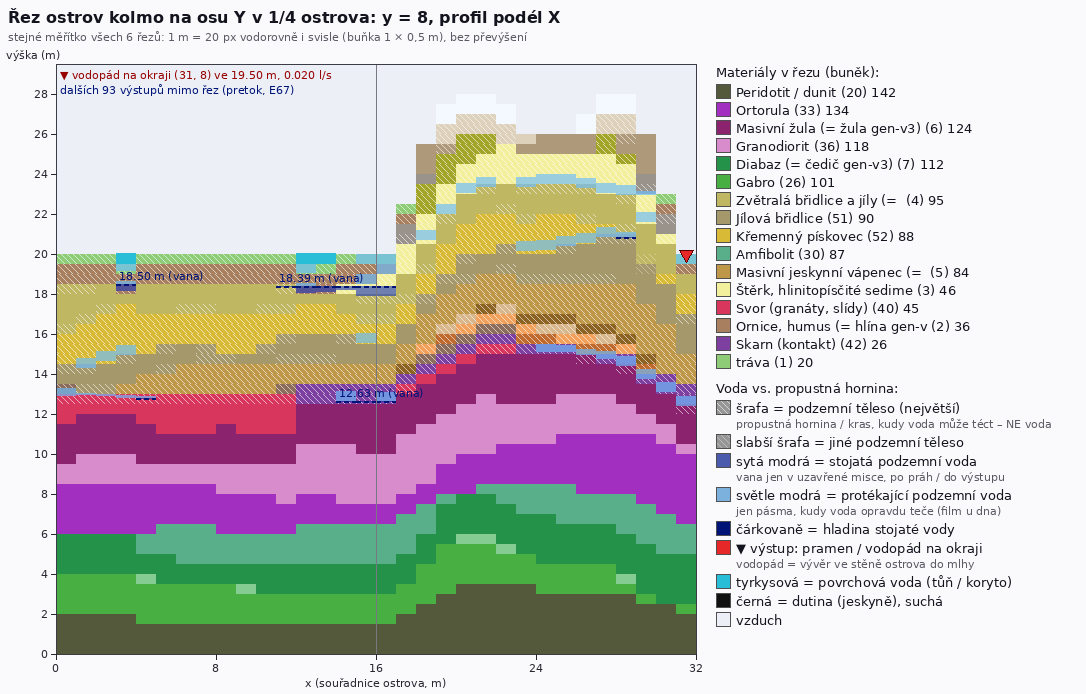 Řez ostrov kolmo na osu Y v 1/4 ostrova: y = 8, profil podél X
stejné měřítko všech 6 řezů: 1 m = 20 px vodorovně i svisle (buňka 1 × 0,5 m), bez převýšení
výška (m)
▼ vodopád na okraji (31, 8) ve 19.50 m, 0.020 l/s
dalších 93 výstupů mimo řez (pretok, E67)
28
26
24
22
20
18
16
14
12
10
8
6
4
2
0
18.50 m (vana)
18.39 m (vana)
12.63 m (vana)
0
8
16
24
32
x (souřadnice ostrova, m)
Materiály v řezu (buněk):
Peridotit / dunit (20) 142
Ortorula (33) 134
Masivní žula (= žula gen-v3) (6) 124
Granodiorit (36) 118
Diabaz (= čedič gen-v3) (7) 112
Gabro (26) 101
Zvětralá břidlice a jíly (=  (4) 95
Jílová břidlice (51) 90
Křemenný pískovec (52) 88
Amfibolit (30) 87
Masivní jeskynní vápenec (=  (5) 84
Štěrk, hlinitopísčité sedime (3) 46
Svor (granáty, slídy) (40) 45
Ornice, humus (= hlína gen-v (2) 36
Skarn (kontakt) (42) 26
tráva (1) 20
Voda vs. propustná hornina:
šrafa = podzemní těleso (největší)
propustná hornina / kras, kudy voda může téct – NE voda
slabší šrafa = jiné podzemní těleso
sytá modrá = stojatá podzemní voda
vana jen v uzavřené misce, po práh / do výstupu
světle modrá = protékající podzemní voda
jen pásma, kudy voda opravdu teče (film u dna)
čárkovaně = hladina stojaté vody
▼ výstup: pramen / vodopád na okraji
vodopád = vývěr ve stěně ostrova do mlhy
tyrkysová = povrchová voda (tůň / koryto)
černá = dutina (jeskyně), suchá
vzduch